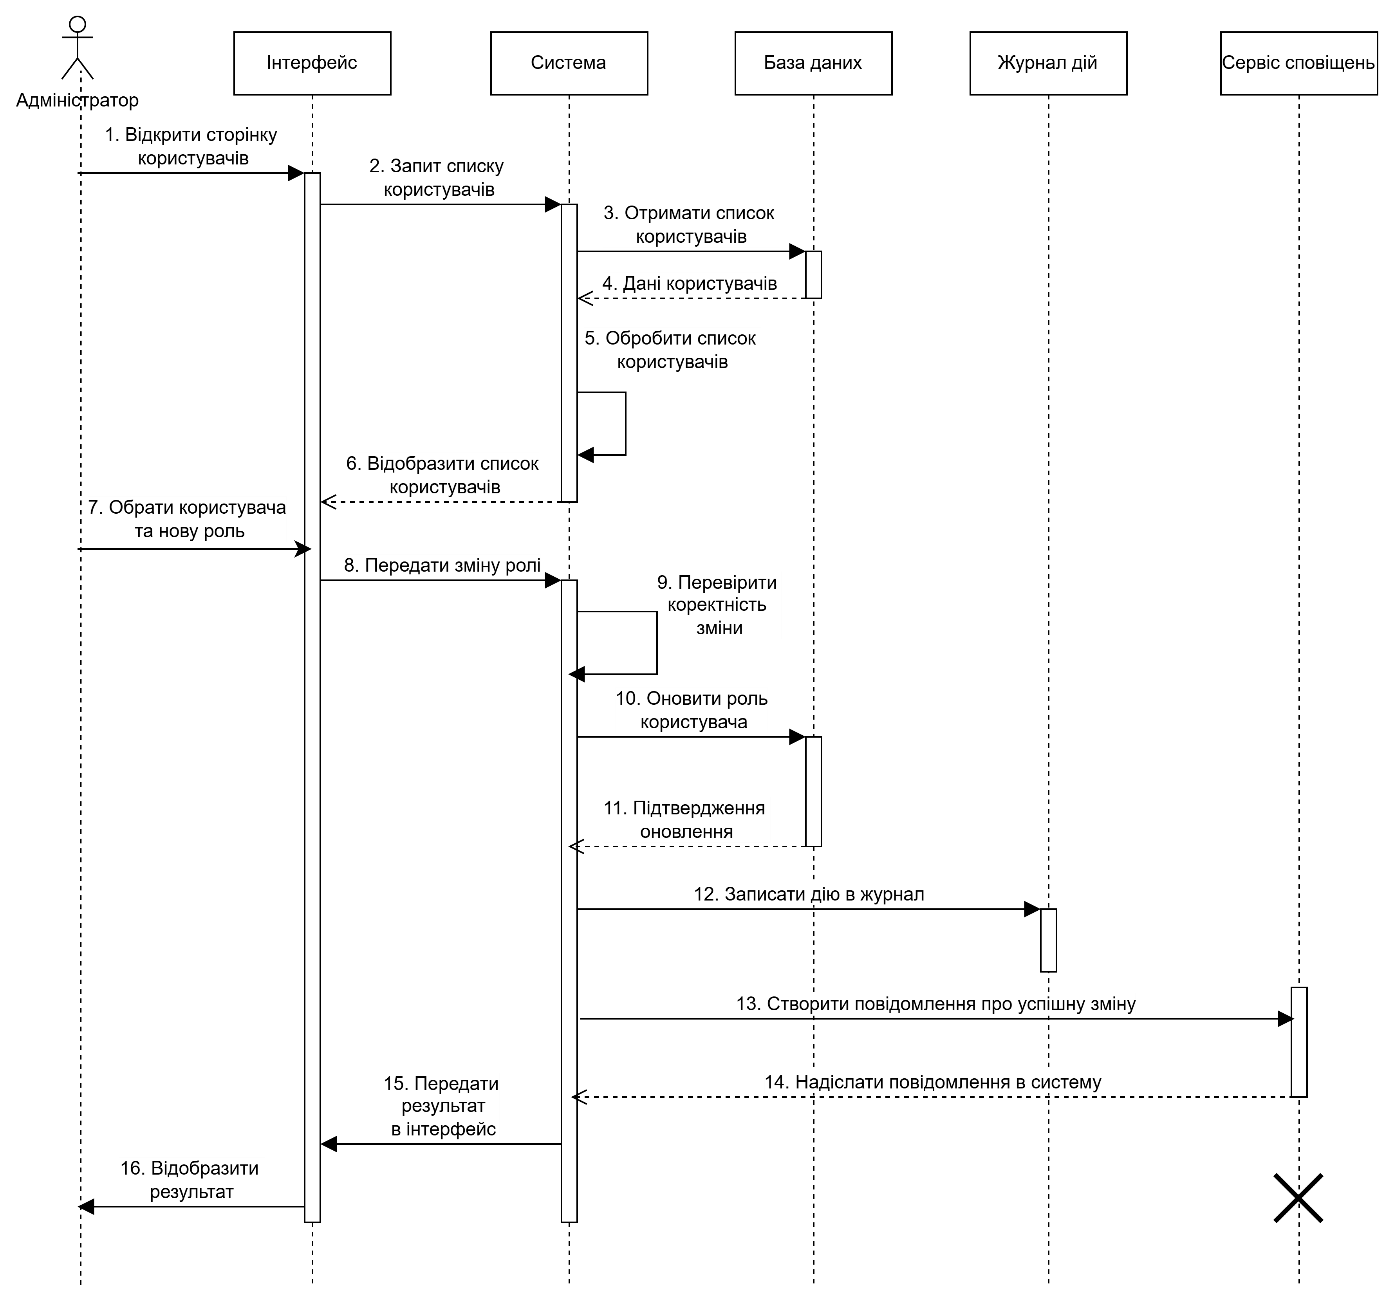 Інтерфейс
Система
База даних
Журнал дій
Сервіс сповіщень
Адміністратор
1. Відкрити сторінку
користувачів
2. Запит списку
користувачів
3. Отримати список
користувачів
4. Дані користувачів
5. Обробити список
користувачів
6. Відобразити список
користувачів
7. Обрати користувача
та нову роль
8. Передати зміну ролі
9. Перевірити
коректність
зміни
10. Оновити роль
користувача
11. Підтвердження
оновлення
12. Записати дію в журнал
13. Створити повідомлення про успішну зміну
14. Надіслати повідомлення в систему
15. Передати
результат
в інтерфейс
16. Відобразити
результат